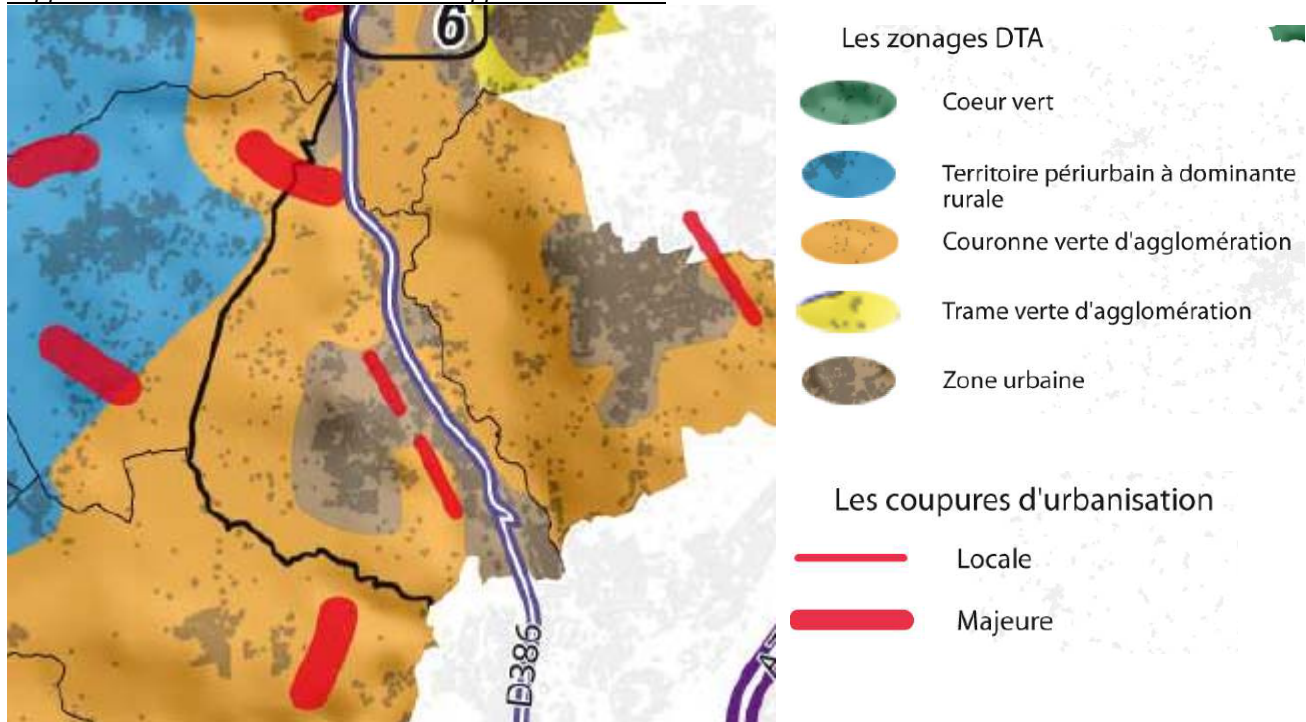 6
D386
Les zonages DTA
Coeur vert
Territoire périurbain à dominante
rurale
Couronne verte d'agglomération
Trame verte d'agglomération
Zone urbaine
Les coupures d'urbanisation
Locale
Majeure